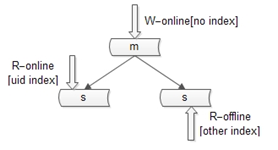 W-online[no index]
m
R-online
[uid index]
s
s
R-offline
[other index]